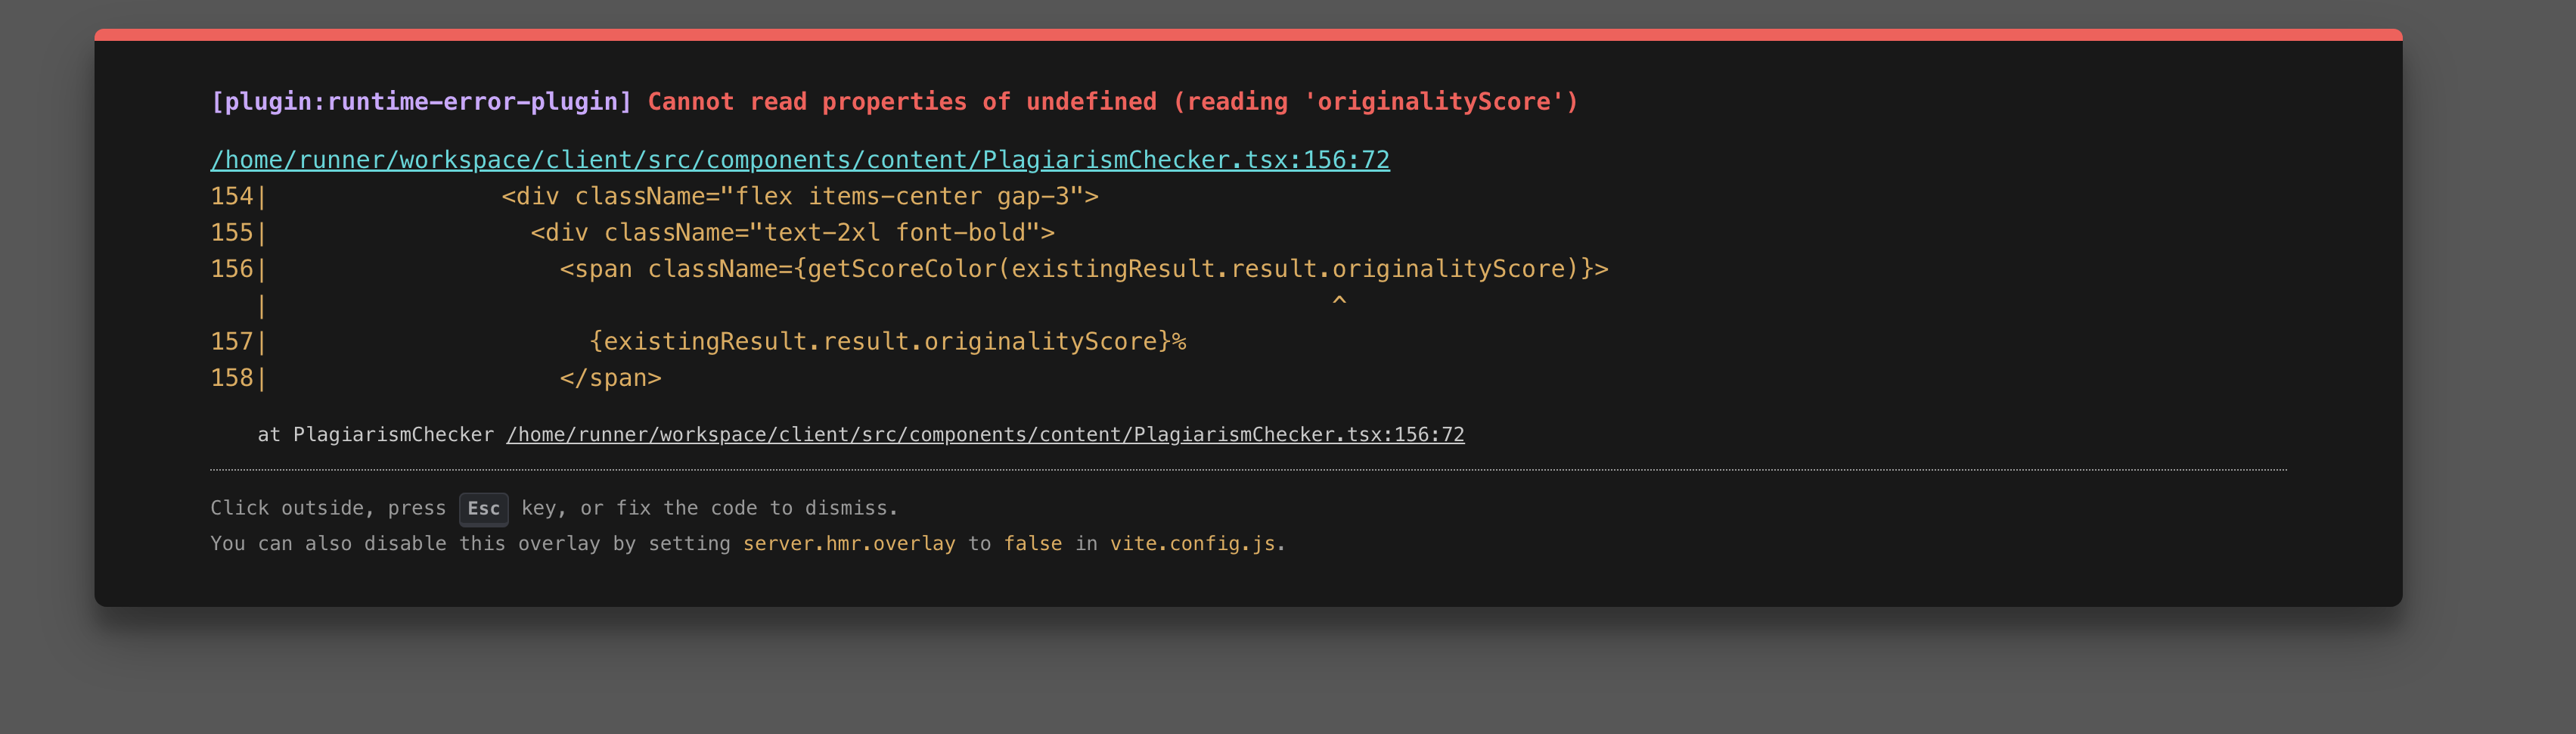 [plugin:runtime-error-plugin] Cannot read properties of undefined (reading 'originalityScore')
/home/runner/workspace/client/src/components/content/PlagiarismChecker.tsx:156:72
154|                <div className="flex items-center gap-3">
155|                  <div className="text-2xl font-bold">
156|                    <span className={getScoreColor(existingResult.result.originalityScore)}>
   |                                                                         ^
157|                      {existingResult.result.originalityScore}%
158|                    </span>
    at PlagiarismChecker /home/runner/workspace/client/src/components/content/PlagiarismChecker.tsx:156:72
Click outside, press Esc key, or fix the code to dismiss.
You can also disable this overlay by setting server.hmr.overlay to false in vite.config.js.